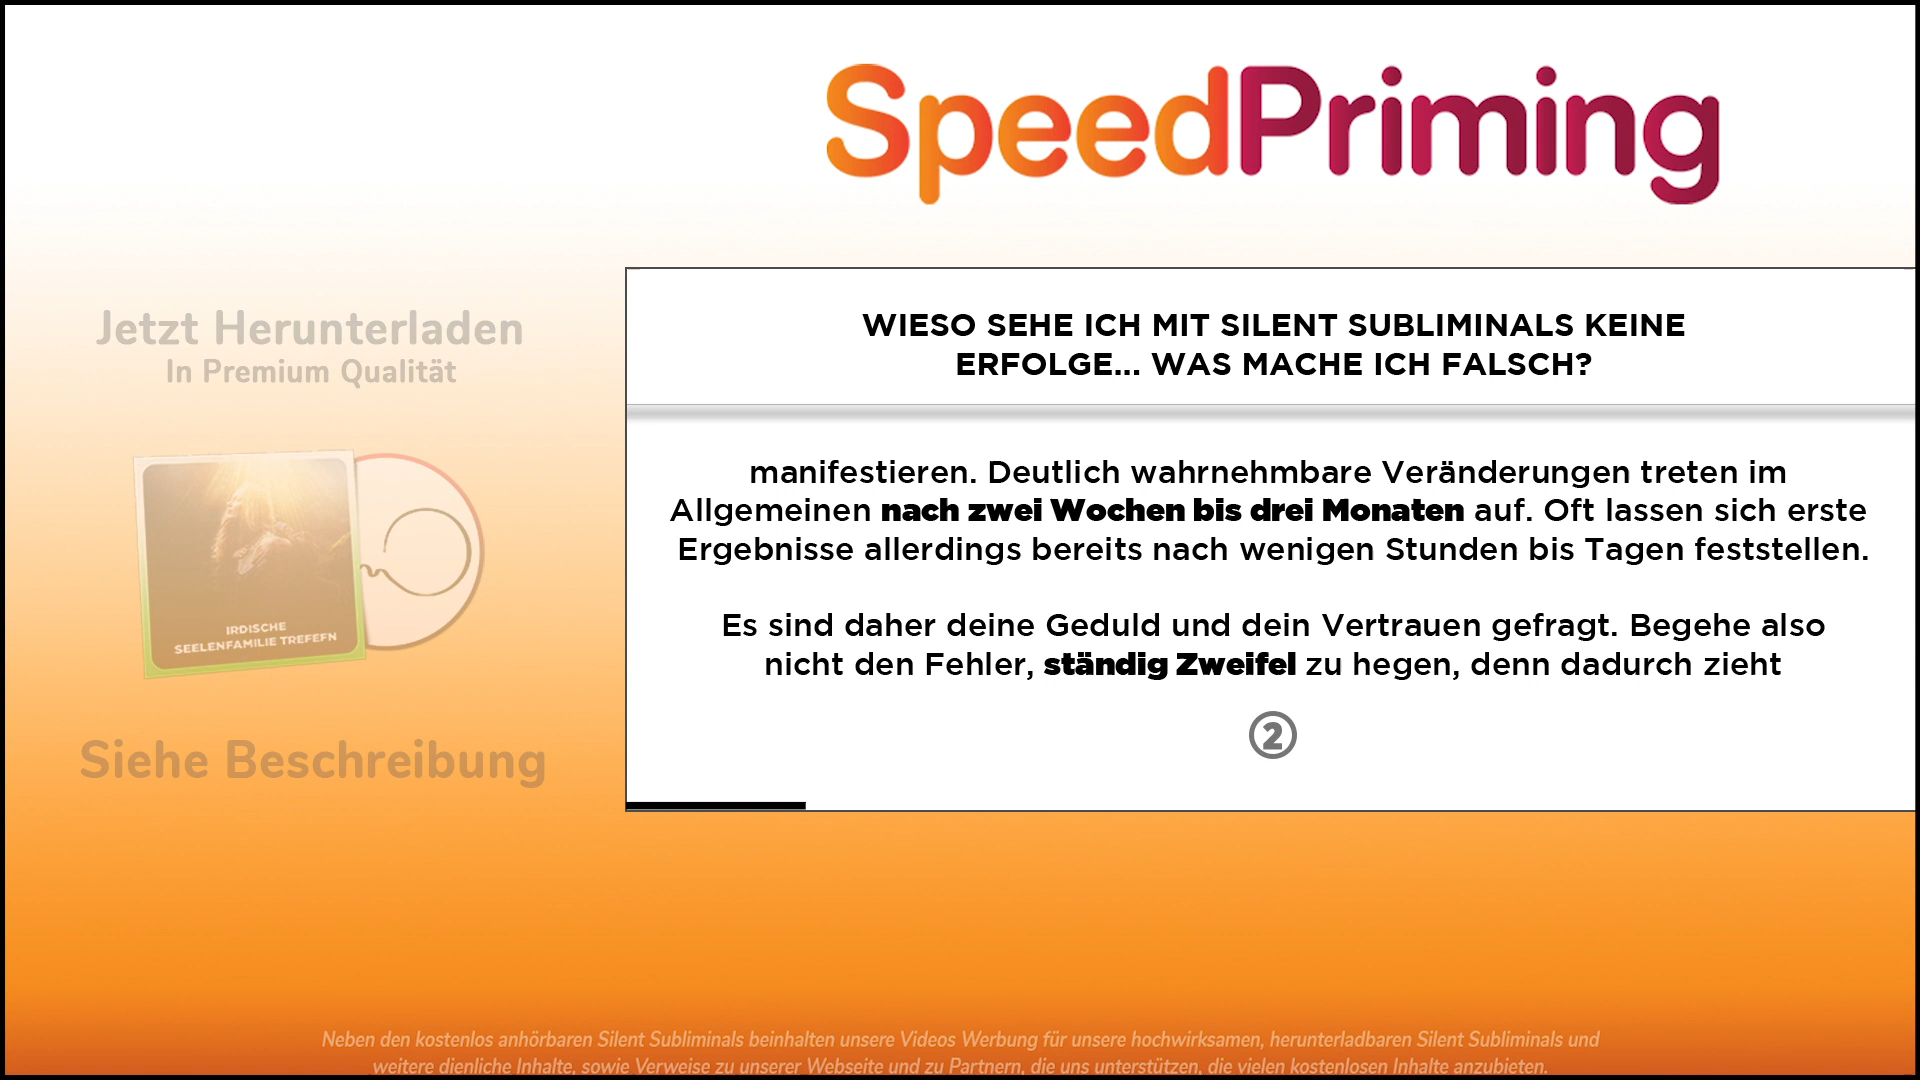 SpeedPriming
Jetzt Herunterladen
In Premium Qualität
IRDISCHE
SEELENFAMILIE TREFEFN
Siehe Beschreibung
WIESO SEHE ICH MIT SILENT SUBLIMINALS KEINE
ERFOLGE... WAS MACHE ICH FALSCH?
manifestieren. Deutlich wahrnehmbare Veränderungen treten im
Allgemeinen nach zwei Wochen bis drei Monaten auf. Oft lassen sich erste
Ergebnisse allerdings bereits nach wenigen Stunden bis Tagen feststellen.
Es sind daher deine Geduld und dein Vertrauen gefragt. Begehe also
nicht den Fehler, ständig Zweifel zu hegen, denn dadurch zieht
2
Neben den kostenlos anhörbaren Silent Subliminals beinhalten unsere Videos Werbung für unsere hochwirksamen, herunterladbaren Silent Subliminals und
weitere dienliche Inhalte, sowie Verweise zu unserer Webseite und zu Partnern, die uns unterstützen, die vielen kostenlosen Inhalte anzubieten.